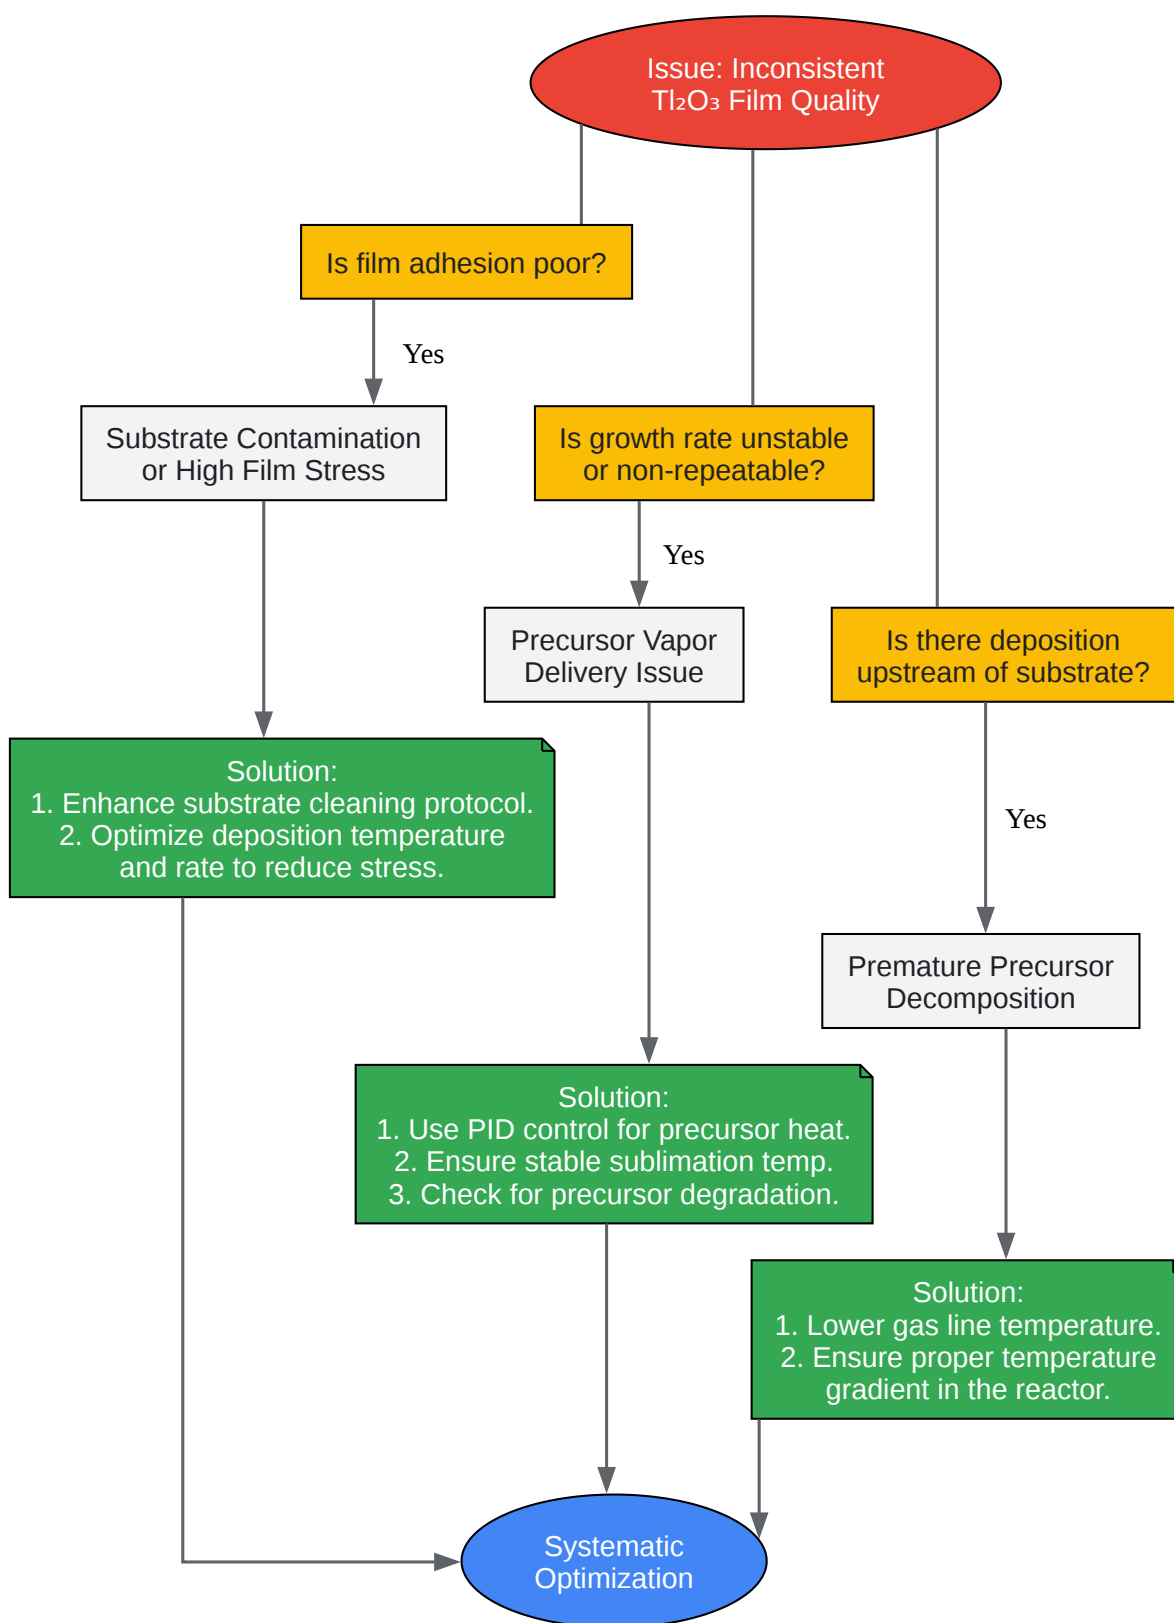 Issue: Inconsistent
Tl₂O₃ Film Quality
Is film adhesion poor?
Yes
Substrate Contamination
or High Film Stress
Is growth rate unstable
or non-repeatable?
Yes
Precursor Vapor
Delivery Issue
Is there deposition
upstream of substrate?
Solution:
1. Enhance substrate cleaning protocol.
2. Optimize deposition temperature
and rate to reduce stress.
Yes
Premature Precursor
Decomposition
Solution:
1. Use PID control for precursor heat.
2. Ensure stable sublimation temp.
3. Check for precursor degradation.
Solution:
1. Lower gas line temperature.
2. Ensure proper temperature
gradient in the reactor.
Systematic
Optimization